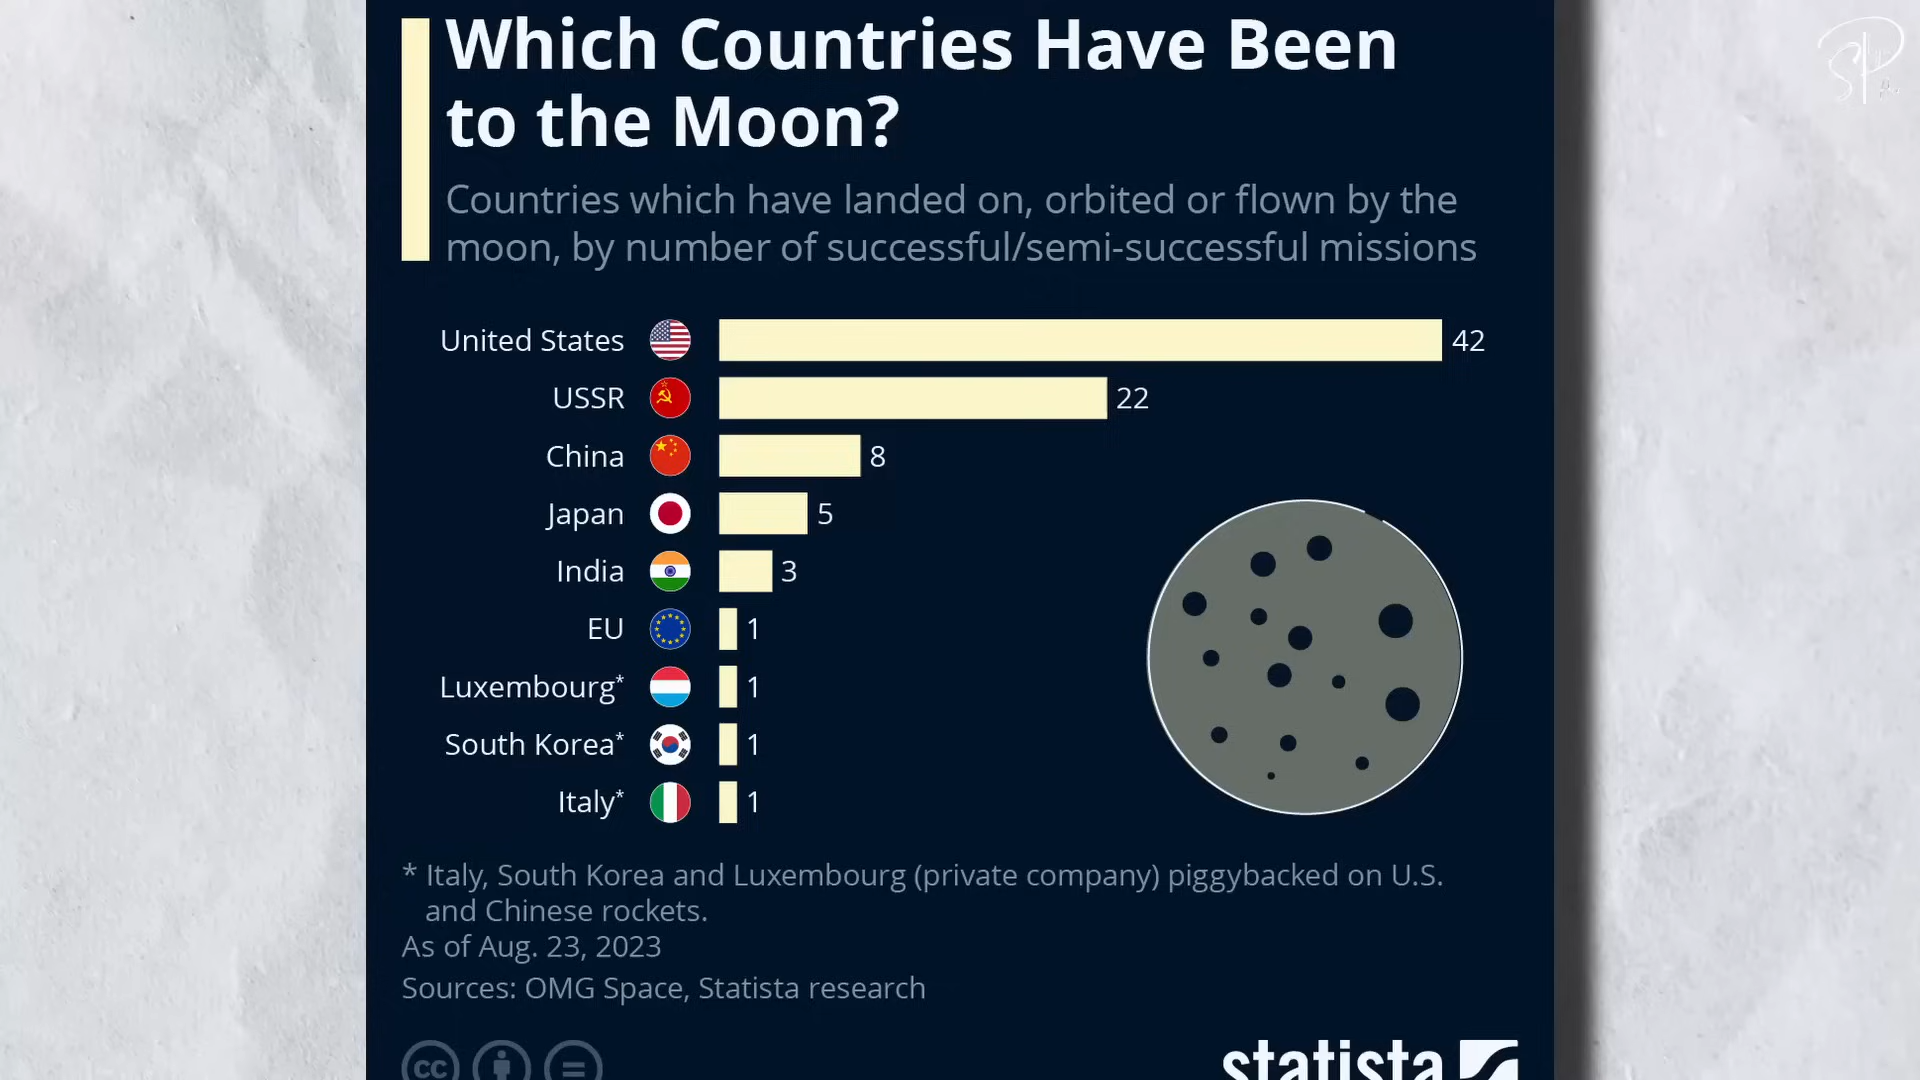 Which Countries Have Been
to the Moon?
Countries which have landed on, orbited or flown by the
moon, by number of successful/semi-successful missions
United States 42
USSR 22
China 8
Japan 5
India 3
EU 1
Luxembourg* 1
South Korea* 1
Italy* 1
* Italy, South Korea and Luxembourg (private company) piggybacked on U.S.
and Chinese rockets.
As of Aug. 23, 2023
Sources: OMG Space, Statista research
cc =
statista